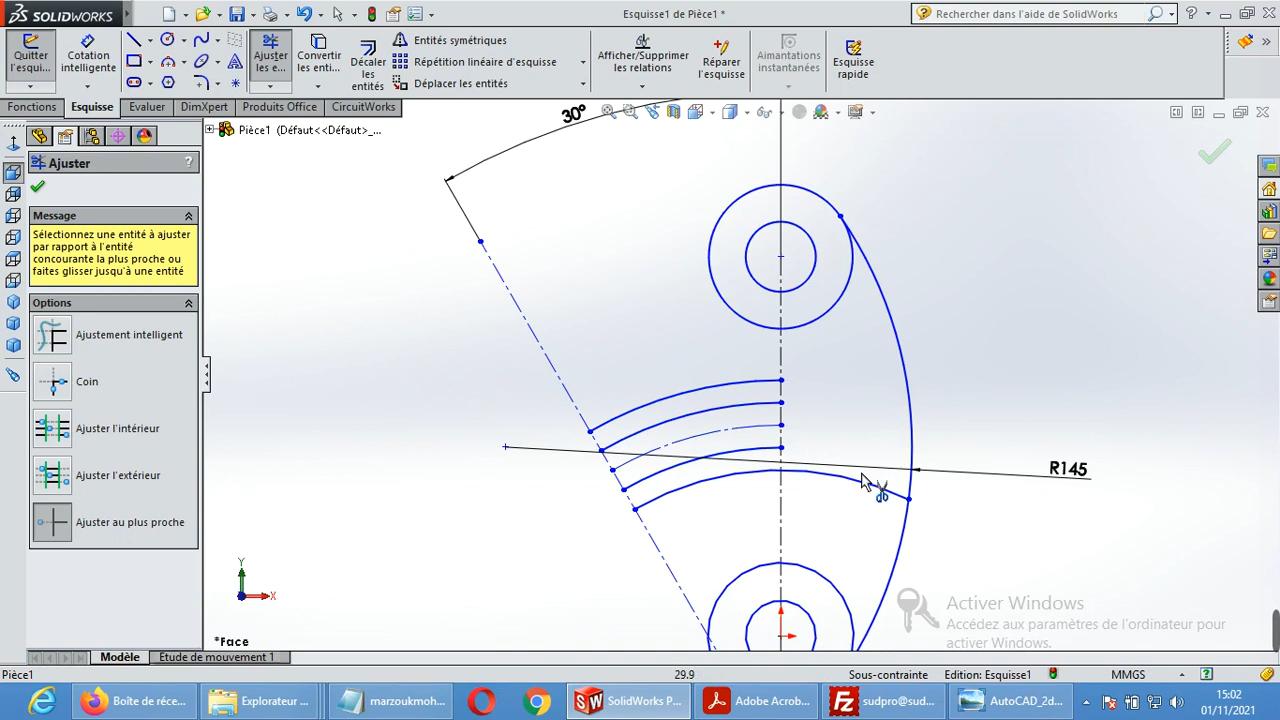 SOLIDWORKS
Esquisse1 de Pièce1 *
Rechercher dans l'aide de SolidWorks
?
Quitter l'esqui...
Cotation intelligente
Ajuster les e...
Convertir les enti...
Décaler les entités
Entités symétriques
Répétition linéaire d'esquisse
Déplacer les entités
Afficher/Supprimer les relations
Réparer l'esquisse
Aimantations instantanées
Esquisse rapide
Fonctions
Esquisse
Evaluer
DimXpert
Produits Office
CircuitWorks
Pièce1 (Défaut<<Défaut>_...
Ajuster
?
Message
Sélectionnez une entité à ajuster
par rapport à l'entité
concourante la plus proche ou
faites glisser jusqu'à une entité
Options
Ajustement intelligent
Coin
Ajuster l'intérieur
Ajuster l'extérieur
Ajuster au plus proche
30°
R145
Y
X
*Face
Activer Windows
Accédez aux paramètres de l'ordinateur pour
activer Windows.
Modèle
Etude de mouvement 1
Pièce1
29.9
Sous-contrainte
Edition: Esquisse1
MMGS
?
Boîte de réce...
Explorateur ...
marzoukmoh...
SolidWorks P...
Adobe Acrob...
sudpro@sud...
AutoCAD_2d...
15:02
01/11/2021